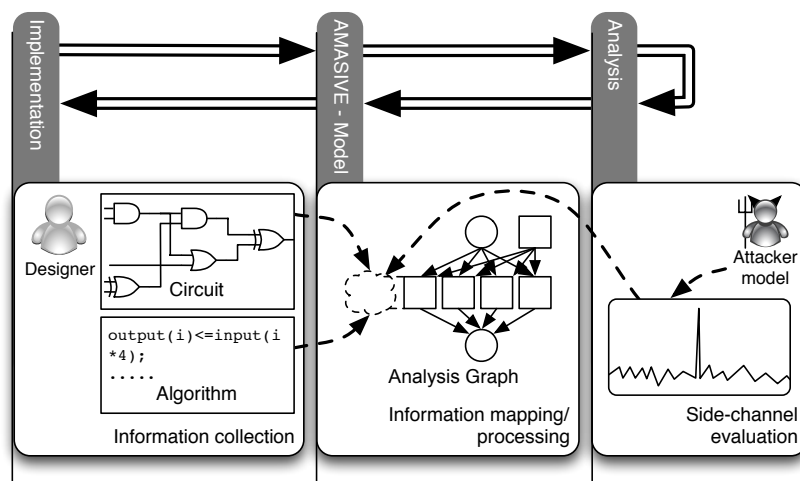 Implementation
AMASIVE - Model
Analysis
Designer
Circuit
output(i)<=input(i
*4);
.....
Algorithm
Information collection
Analysis Graph
Information mapping/
processing
Attacker
model
Side-channel
evaluation